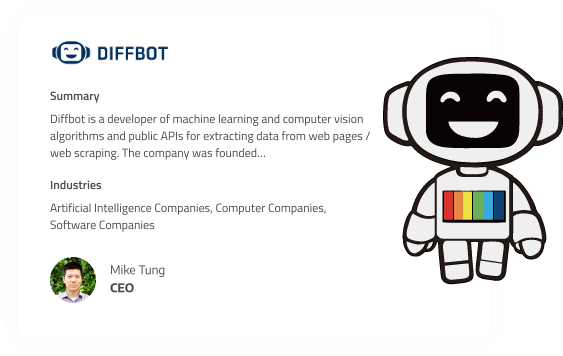 DIFFBOT
Summary
Diffbot is a developer of machine learning and computer vision
algorithms and public APIs for extracting data from web pages /
web scraping. The company was founded...
Industries
Artificial Intelligence Companies, Computer Companies,
Software Companies
Mike Tung
CEO